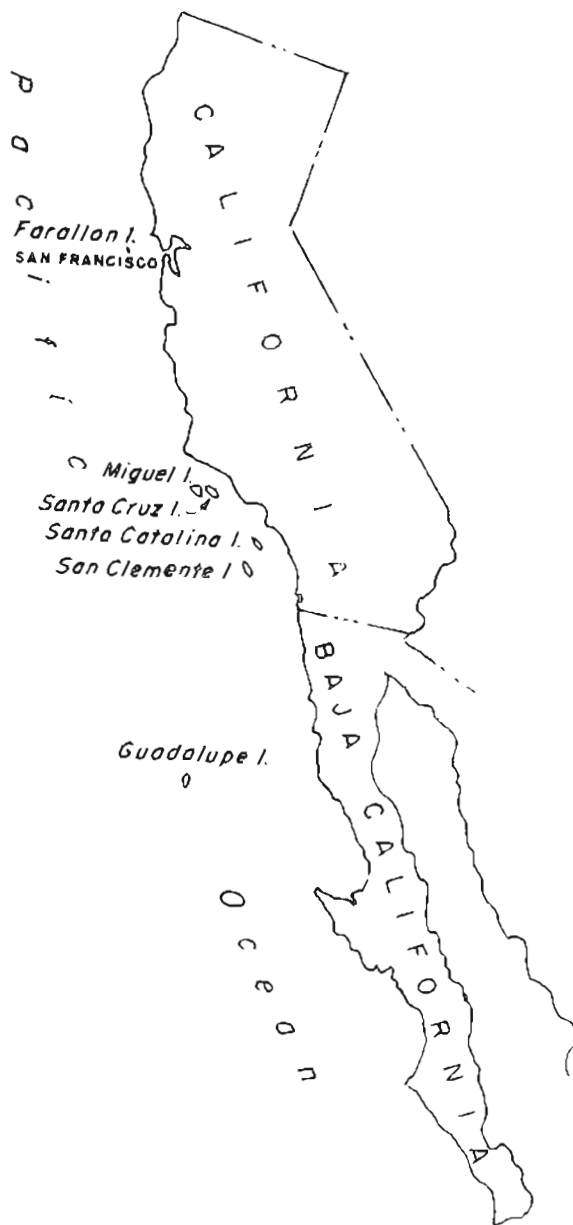 CALIFORNIA
Pacific
Farallon I.
SAN FRANCISCO
Miguel I.
Santa Cruz I.
Santa Catalina I.
San Clemente I
BAJA CALIFORNIA
Guadalupe I.
Ocean